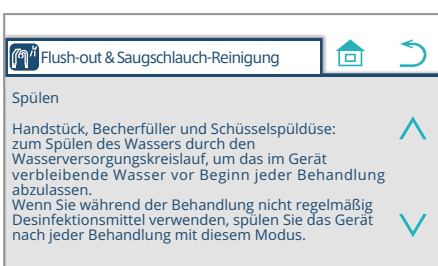 Flush-out & Saugschlauch-Reinigung
Spülen
Handstück, Becherfüller und Schüsselspüldüse:
zum Spülen des Wassers durch den
Wasserversorgungskreislauf, um das im Gerät
verbleibende Wasser vor Beginn jeder Behandlung
abzulassen.
Wenn Sie während der Behandlung nicht regelmäßig
Desinfektionsmittel verwenden, spülen Sie das Gerät
nach jeder Behandlung mit diesem Modus.